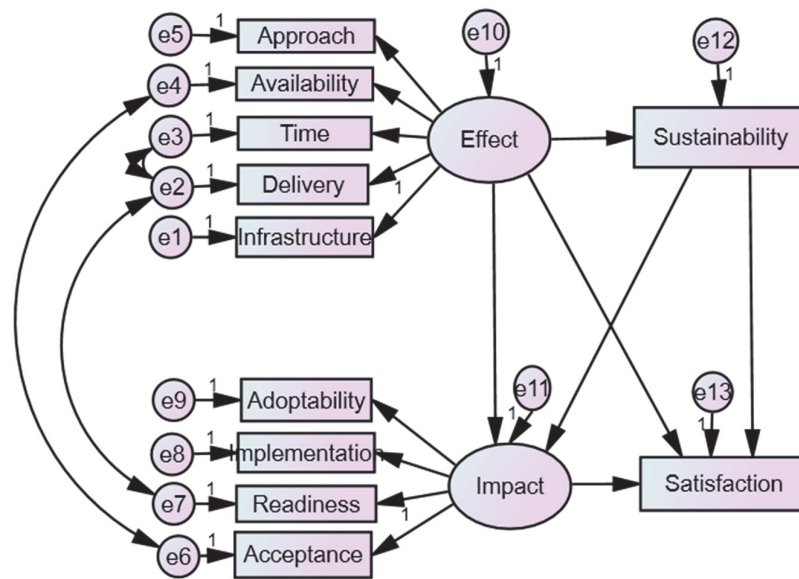 e5 1 Approach
e10
1
e12
1
e4 1 Availability
e3 1 Time
Effect
Sustainability
e2 1 Delivery
1
e1 1 Infrastructure
e9 1 Adoptability
e11
1
e13
1
e8 1 Implementation
e7 1 Readiness
1
Impact
Satisfaction
e6 1 Acceptance